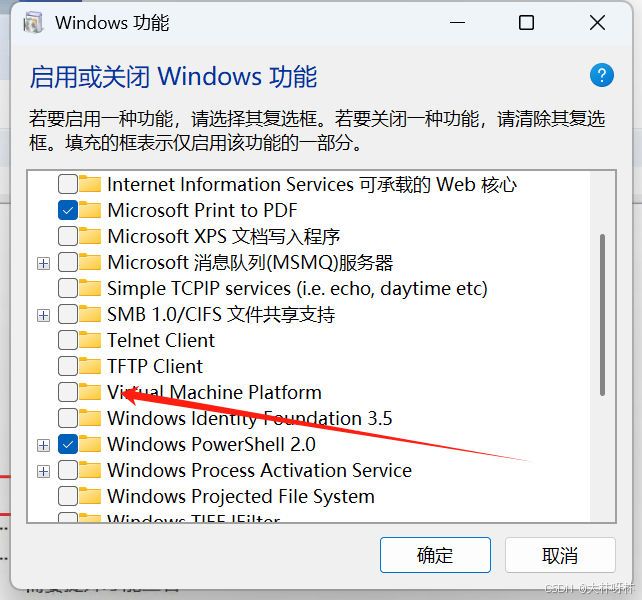 Windows 功能
启用或关闭 Windows 功能
?
若要启用一种功能，请选择其复选框。若要关闭一种功能，请清除其复选
框。填充的框表示仅启用该功能的一部分。
Internet Information Services 可承载的 Web 核心
Microsoft Print to PDF
Microsoft XPS 文档写入程序
Microsoft 消息队列(MSMQ)服务器
Simple TCPIP services (i.e. echo, daytime etc)
SMB 1.0/CIFS 文件共享支持
Telnet Client
TFTP Client
Virtual Machine Platform
Windows Identity Foundation 3.5
Windows PowerShell 2.0
Windows Process Activation Service
Windows Projected File System
Windows TIFF IFilter
确定
取消
CSDN @大林呀林